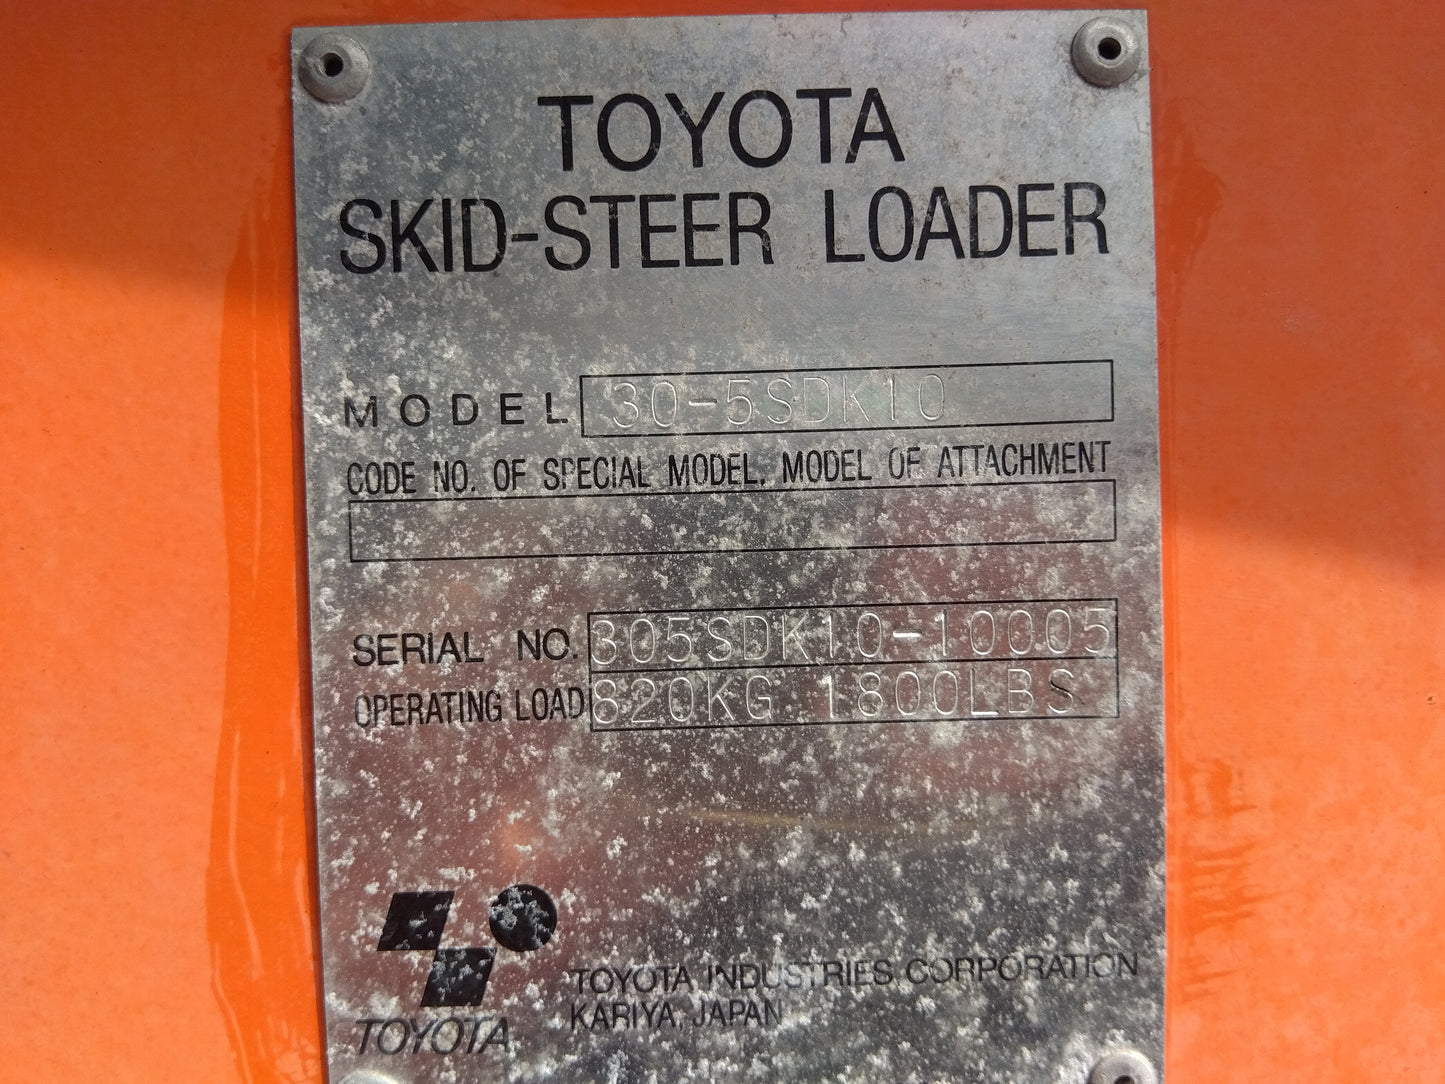 TOYOTA
SKID-STEER LOADER
MODEL 30-5SDK10
CODE NO. OF SPECIAL MODEL, MODEL OF ATTACHMENT
SERIAL NO. 305SDK10-10005
OPERATING LOAD 820KG 1800LBS
TOYOTA INDUSTRIES CORPORATION
KARIYA, JAPAN
TOYOTA